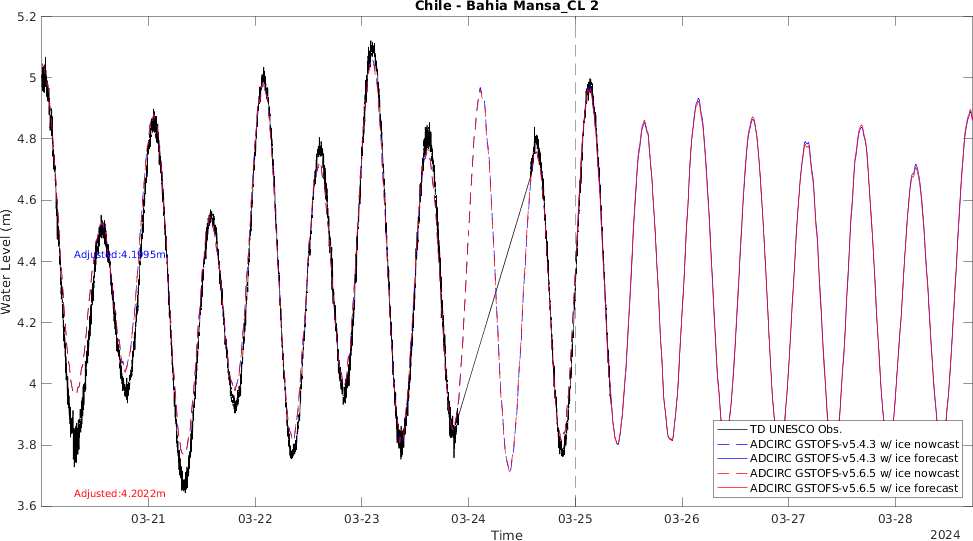 Chile - Bahia Mansa_CL 2
5.2
5
4.8
4.6
4.4
4.2
4
3.8
3.6
Water Level (m)
Adjusted:4.1995m
Adjusted:4.2022m
TD UNESCO Obs.
ADCIRC GSTOFS-v5.4.3 w/ ice nowcast
ADCIRC GSTOFS-v5.4.3 w/ ice forecast
ADCIRC GSTOFS-v5.6.5 w/ ice nowcast
ADCIRC GSTOFS-v5.6.5 w/ ice forecast
03-21 03-22 03-23 03-24 03-25 03-26 03-27 03-28
Time
2024